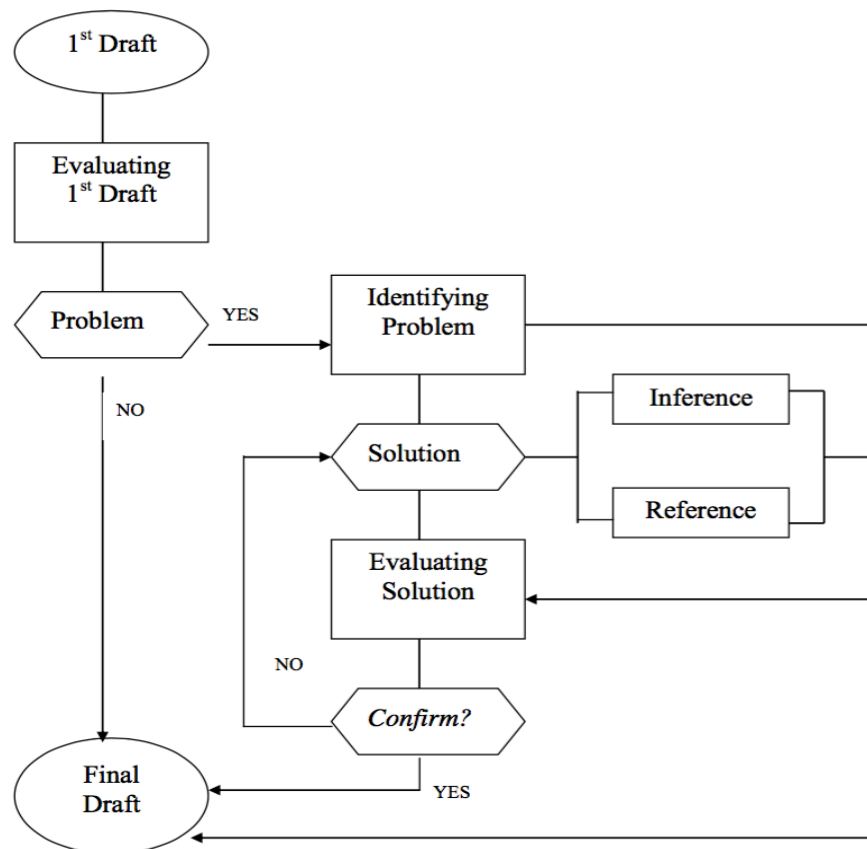 1st Draft
Evaluating
1st Draft
Problem
YES
NO
Identifying
Problem
Solution
Inference
Reference
Evaluating
Solution
NO
Confirm?
YES
Final
Draft